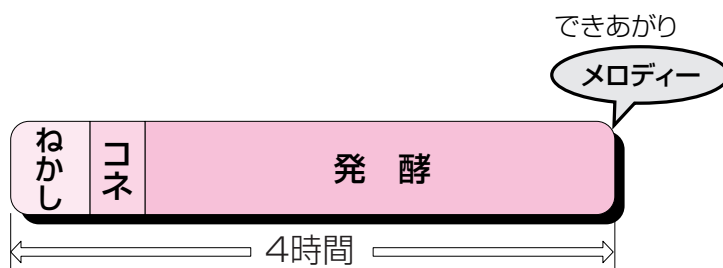 できあがり
メロディー
ねかし
コネ
発 酵
4時間